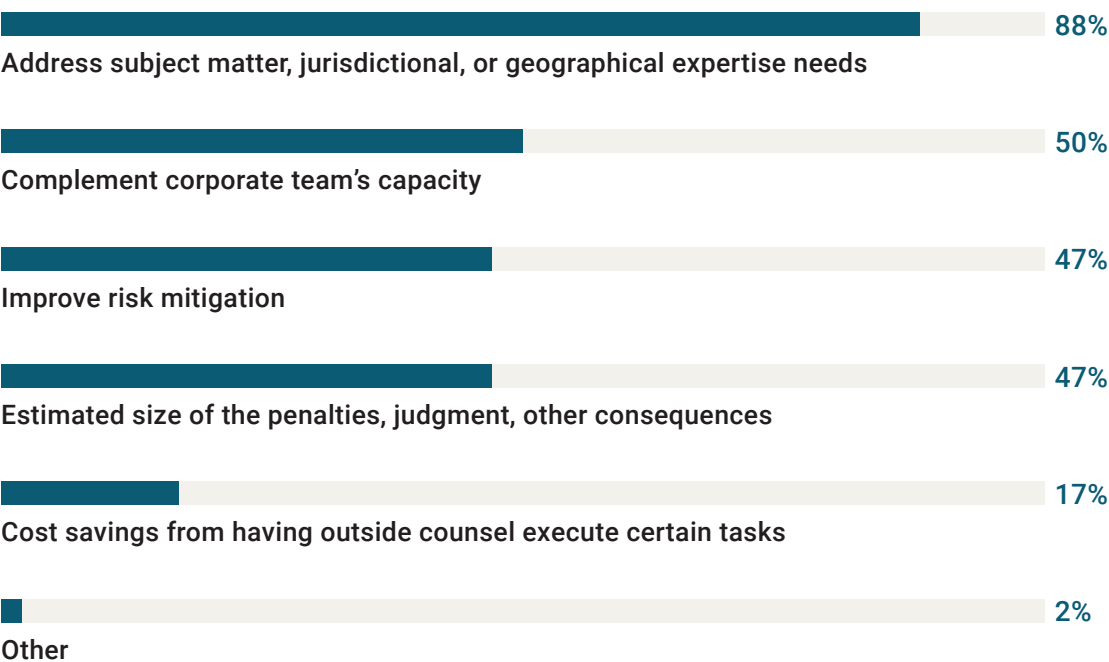 88%
Address subject matter, jurisdictional, or geographical expertise needs
50%
Complement corporate team’s capacity
47%
Improve risk mitigation
47%
Estimated size of the penalties, judgment, other consequences
17%
Cost savings from having outside counsel execute certain tasks
2%
Other